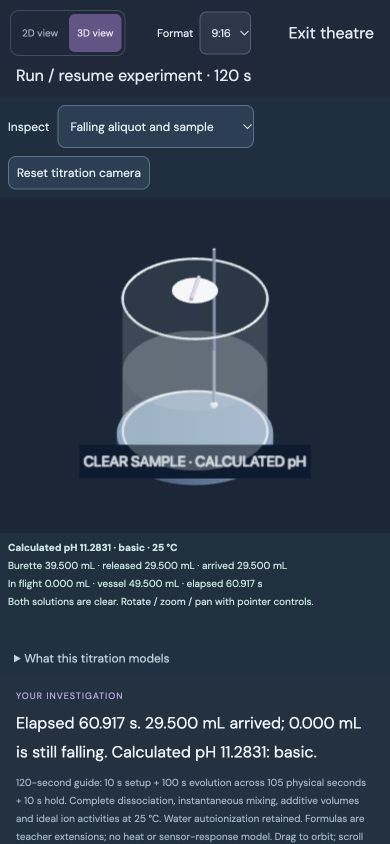 2D view 3D view Format 9:16 Exit theatre
Run / resume experiment · 120 s
Inspect Falling aliquot and sample
Reset titration camera
CLEAR SAMPLE · CALCULATED pH
Calculated pH 11.2831 · basic · 25 °C
Burette 39.500 mL · released 29.500 mL · arrived 29.500 mL
In flight 0.000 mL · vessel 49.500 mL · elapsed 60.917 s
Both solutions are clear. Rotate / zoom / pan with pointer controls.
▶ What this titration models
YOUR INVESTIGATION
Elapsed 60.917 s. 29.500 mL arrived; 0.000 mL
is still falling. Calculated pH 11.2831: basic.
120-second guide: 10 s setup + 100 s evolution across 105 physical seconds
+ 10 s hold. Complete dissociation, instantaneous mixing, additive volumes
and ideal ion activities at 25 °C. Water autoionization retained. Formulas are
teacher extensions; no heat or sensor-response model. Drag to orbit; scroll